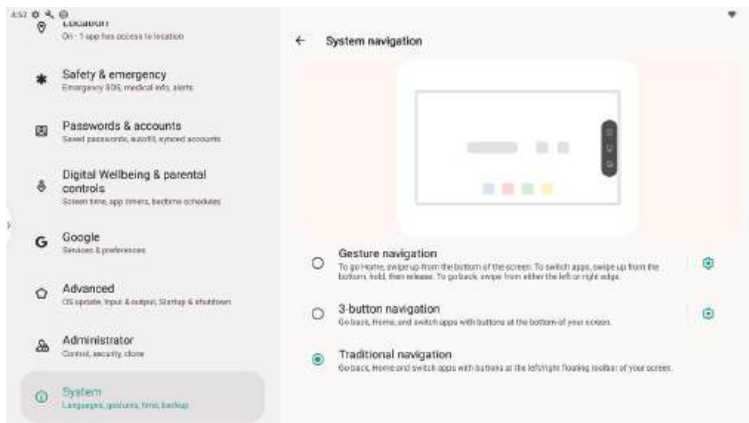 4:52
Location
On - 1 app has access to location
Safety & emergency
Emergency SOS, medical info, alerts
Passwords & accounts
Saved passwords, autofill, synced accounts
Digital Wellbeing & parental
controls
Screen time, app timers, bedtime schedules
Google
Services & preferences
Advanced
OS update, Input & output, Startup & shutdown
Administrator
Control, security, clone
System
Languages, gestures, time, backup
System navigation
Gesture navigation
To go Home, swipe up from the bottom of the screen. To switch apps, swipe up from the
bottom, hold, then release. To go back, swipe from either the left or right edge.
3-button navigation
Go back, Home, and switch apps with buttons at the bottom of your screen.
Traditional navigation
Go back, Home and switch apps with buttons at the left/right floating toolbar of your screen.